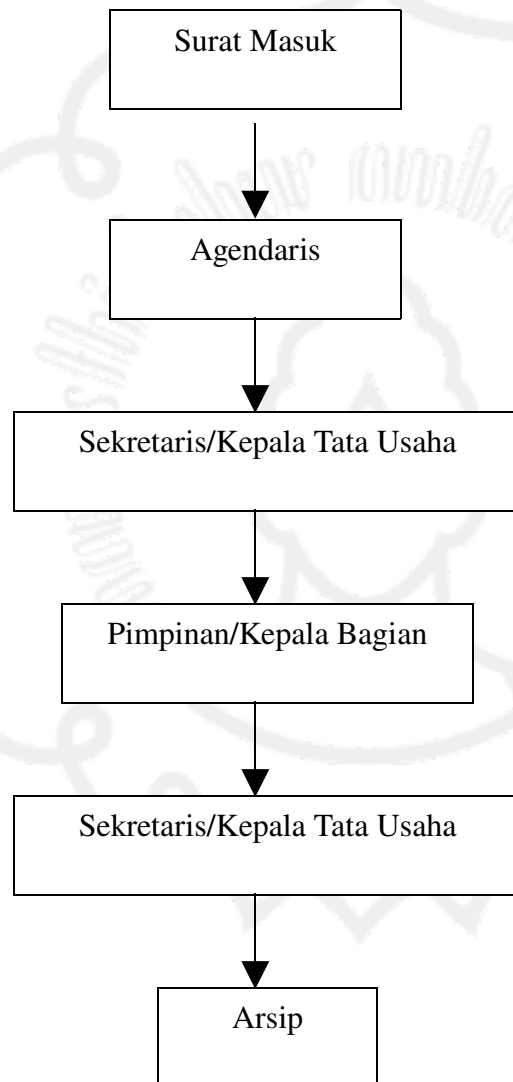 Surat Masuk
Agendaris
Sekretaris/Kepala Tata Usaha
Pimpinan/Kepala Bagian
Sekretaris/Kepala Tata Usaha
Arsip